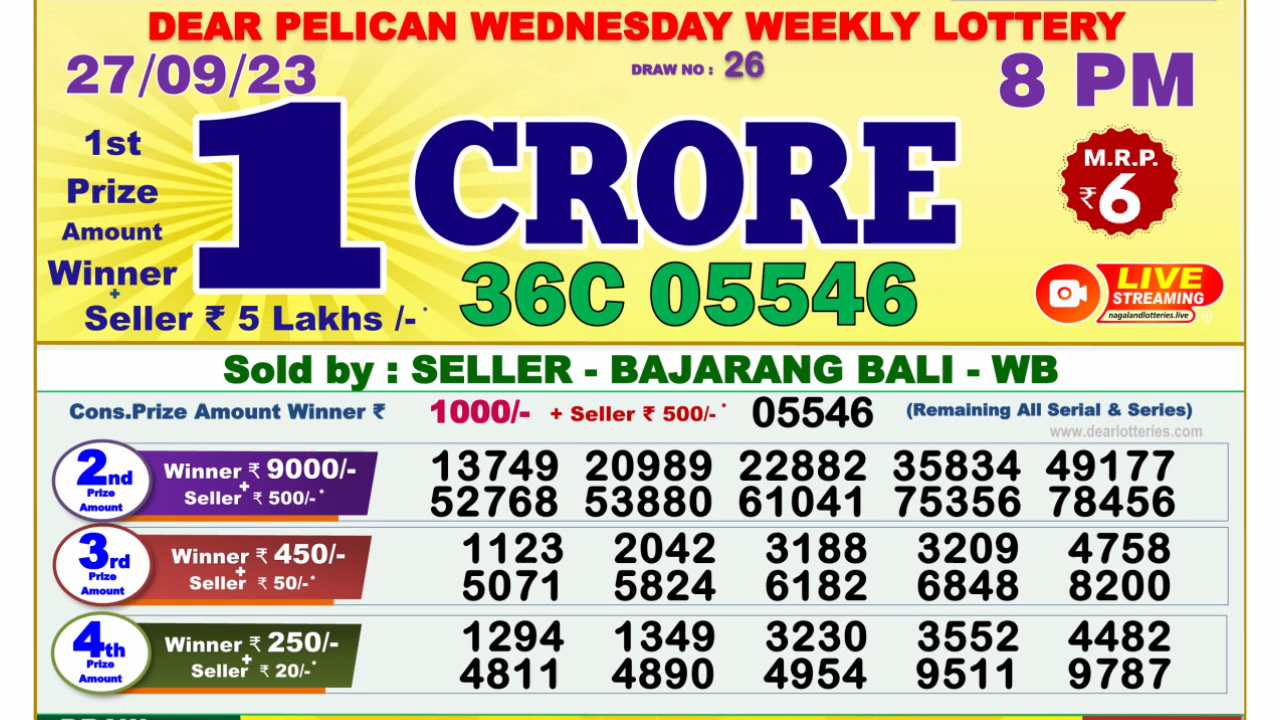 DEAR PELICAN WEDNESDAY WEEKLY LOTTERY
27/09/23
DRAW NO : 26
8 PM
1st
Prize
Amount
Winner
+
Seller ₹ 5 Lakhs /-*
1 CRORE
36C 05546
M.R.P.
₹6
LIVE
STREAMING
nagalandlotteries.live
Sold by : SELLER - BAJARANG BALI - WB
Cons.Prize Amount Winner ₹ 1000/- + Seller ₹ 500/-* 05546 (Remaining All Serial & Series)
www.dearlotteries.com
2nd
Prize
Amount
Winner ₹ 9000/-
+
Seller ₹ 500/-*
13749 20989 22882 35834 49177
52768 53880 61041 75356 78456
3rd
Prize
Amount
Winner ₹ 450/-
+
Seller ₹ 50/-*
1123 2042 3188 3209 4758
5071 5824 6182 6848 8200
4th
Prize
Amount
Winner ₹ 250/-
+
Seller ₹ 20/-*
1294 1349 3230 3552 4482
4811 4890 4954 9511 9787